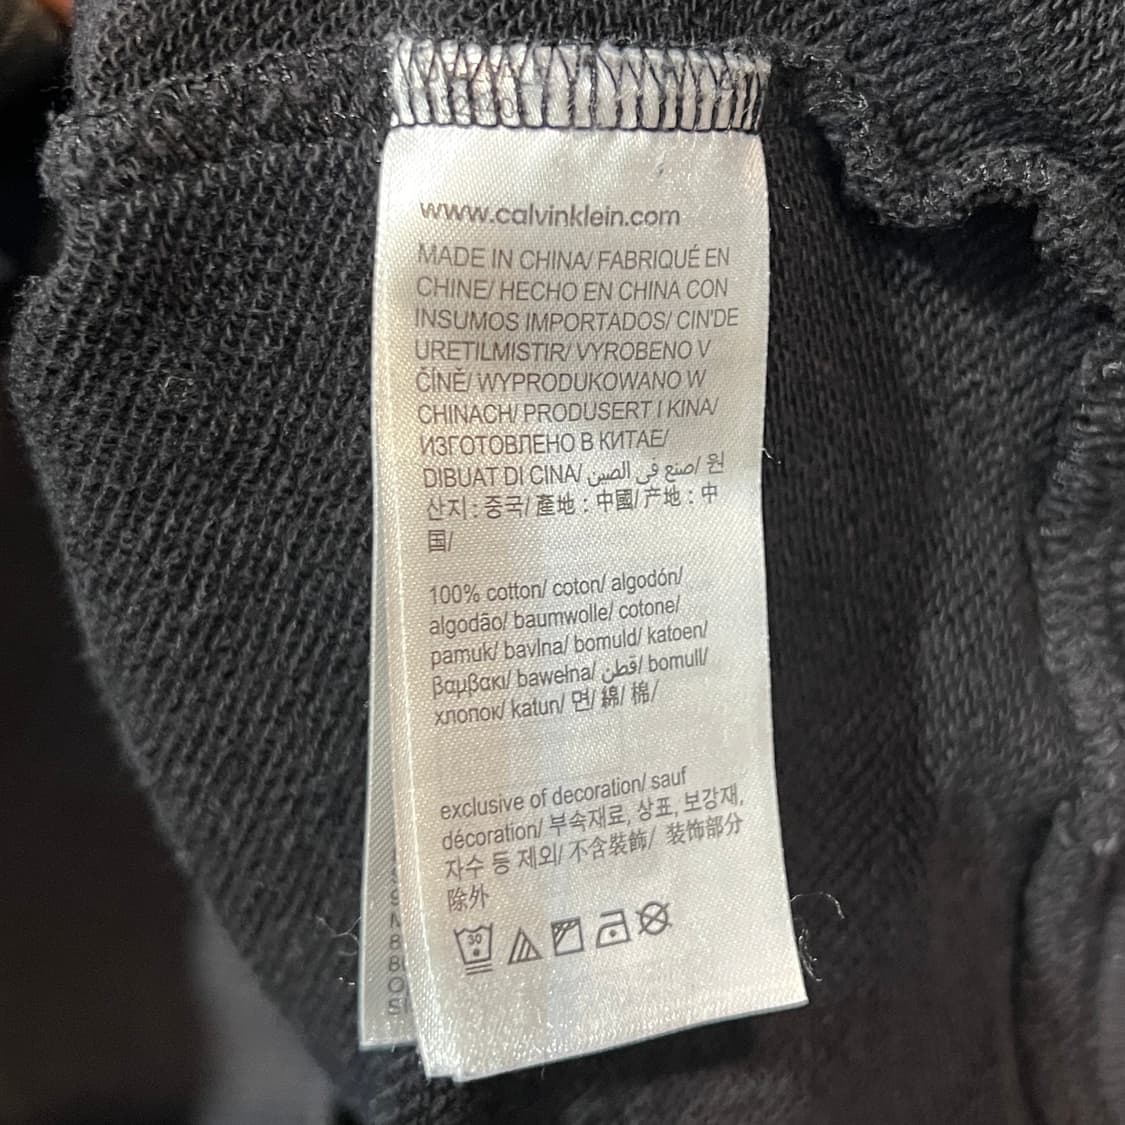 www.calvinklein.com
MADE IN CHINA/ FABRIQUÉ EN
CHINE/ HECHO EN CHINA CON
INSUMOS IMPORTADOS/ CIN'DE
URETILMISTIR/ VYROBENO V
ČÍNĚ/ WYPRODUKOWANO W
CHINACH/ PRODUSERT I KINA/
ИЗГОТОВЛЕНО В КИТАЕ/
DIBUAT DI CINA/ صنع في الصين/ 원
산지 : 중국/ 產地 : 中國/ 产地 : 中
国/
100% cotton/ coton/ algodón/
algodão/ baumwolle/ cotone/
pamuk/ bavlna/ bomuld/ katoen/
βαμβακι/ bawełna/ قطن/ bomull/
хлопок/ katun/ 면/ 綿/ 棉/
exclusive of decoration/ sauf
décoration/ 부속재료, 상표, 보강재,
자수 등 제외/ 不含裝飾/ 装饰部分
除外
30